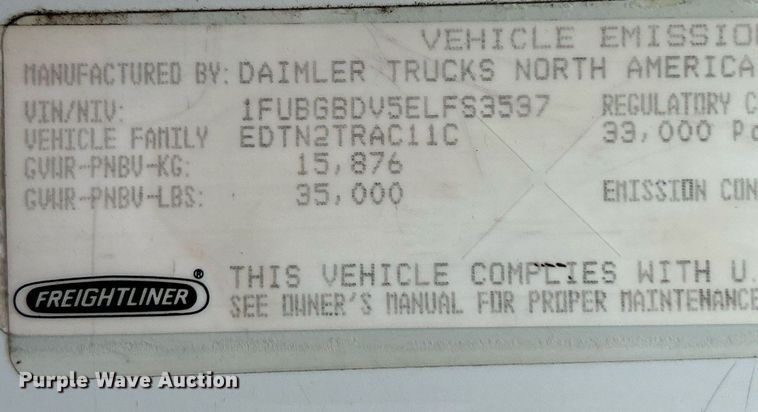 VEHICLE EMISSIO
MANUFACTURED BY: DAIMLER TRUCKS NORTH AMERICA
VIN/NIV: 1FUBGBDV5ELFS3537 REGULATORY C
VEHICLE FAMILY EDTN2TRAC11C 33,000 Po
GVWR-PNBV-KG: 15,876
GVWR-PNBV-LBS: 35,000 EMISSION CON
THIS VEHICLE COMPLIES WITH U.
SEE OWNER'S MANUAL FOR PROPER MAINTENANCE
FREIGHTLINER ®
Purple Wave Auction